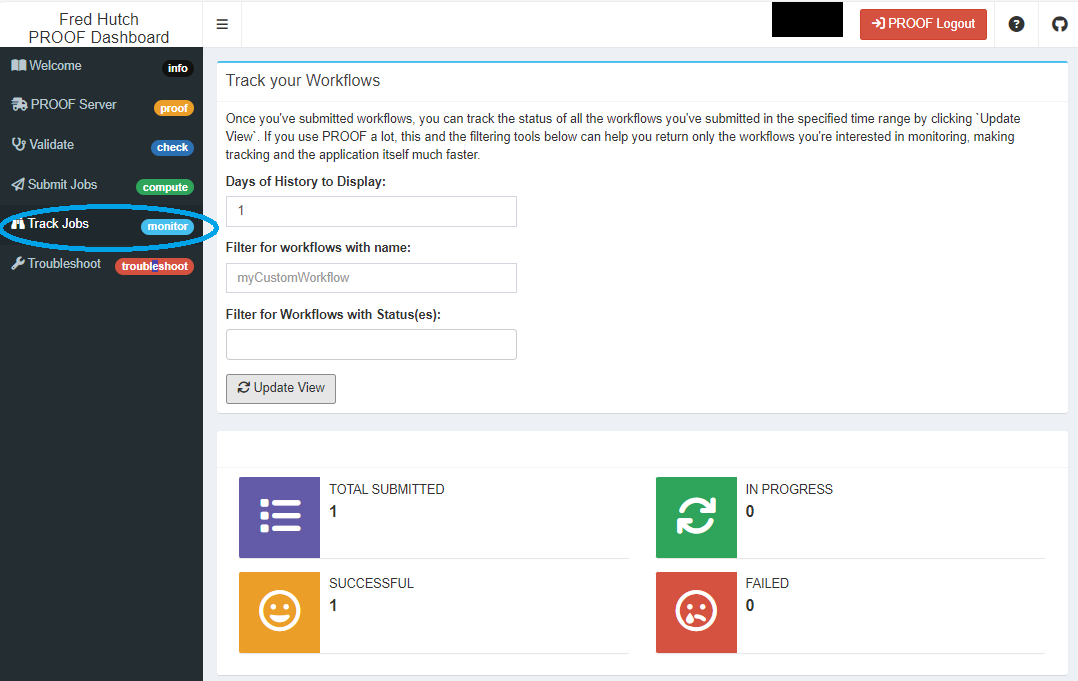 Fred Hutch
PROOF Dashboard
PROOF Logout
Welcome
info
PROOF Server
proof
Validate
check
Submit Jobs
compute
Track Jobs
monitor
Troubleshoot
troubleshoot
Track your Workflows
Once you've submitted workflows, you can track the status of all the workflows you've submitted in the specified time range by clicking `Update
View`. If you use PROOF a lot, this and the filtering tools below can help you return only the workflows you're interested in monitoring, making
tracking and the application itself much faster.
Days of History to Display:
1
Filter for workflows with name:
myCustomWorkflow
Filter for Workflows with Status(es):
Update View
TOTAL SUBMITTED
1
IN PROGRESS
0
SUCCESSFUL
1
FAILED
0